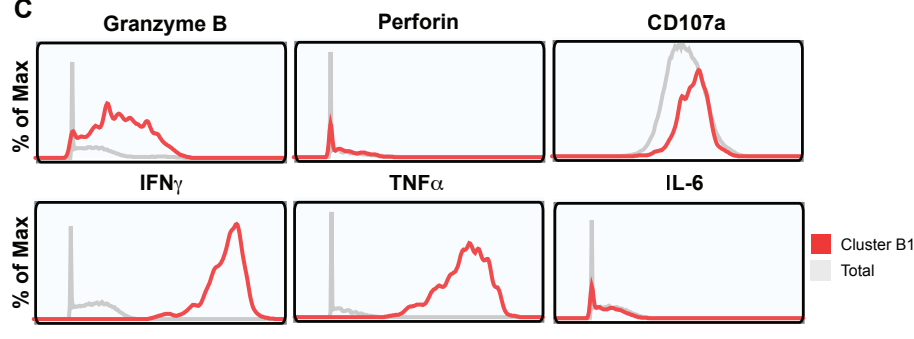 C
Granzyme B
Perforin
CD107a
% of Max
IFNγ
TNFα
IL-6
% of Max
Cluster B1
Total